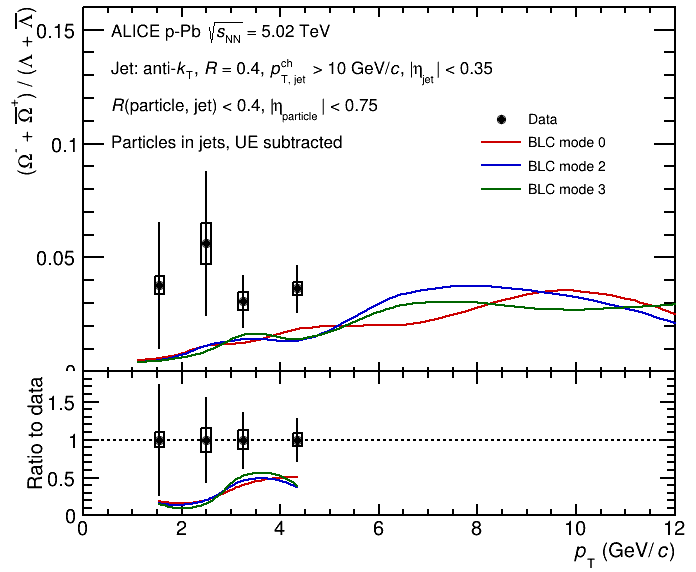 (Ω⁻ + Ω̅⁺) / (Λ + Λ̅)
0.15
0.1
0.05
0
ALICE p-Pb √s_NN = 5.02 TeV
Jet: anti-k_T, R = 0.4, p_T, jet^ch > 10 GeV/c, |η_jet| < 0.35
R(particle, jet) < 0.4, |η_particle| < 0.75
Particles in jets, UE subtracted
Data
BLC mode 0
BLC mode 2
BLC mode 3
Ratio to data
1.5
1
0.5
0
0 2 4 6 8 10 12
p_T (GeV/c)